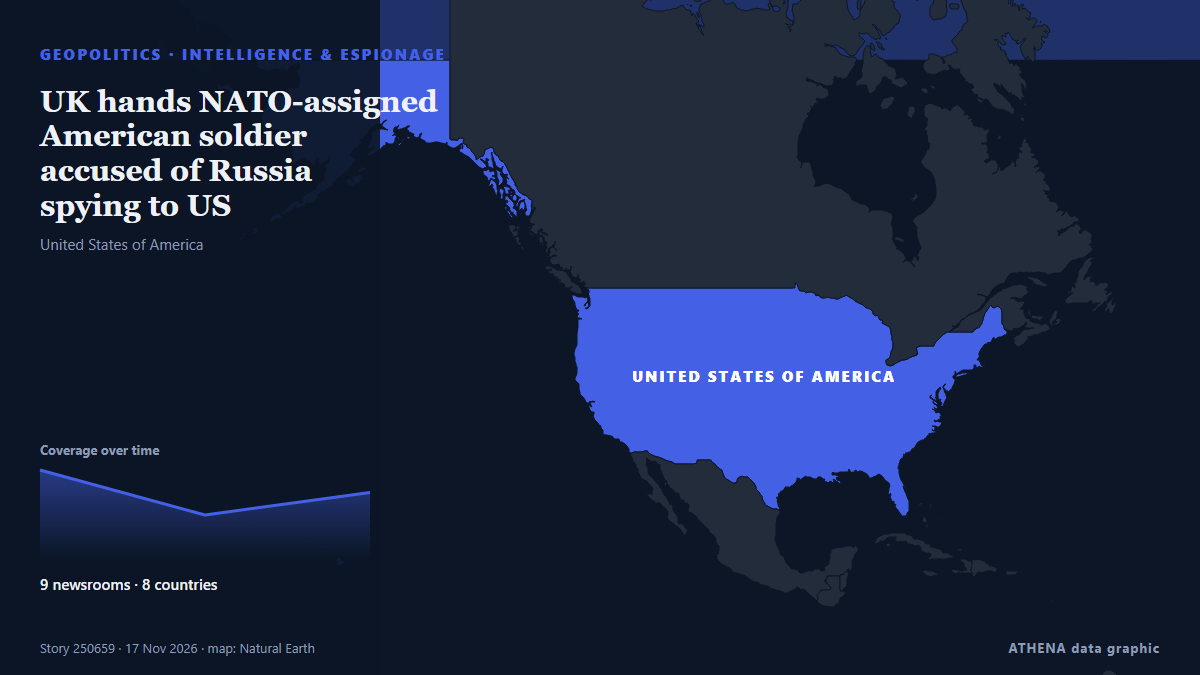 GEOPOLITICS · INTELLIGENCE & ESPIONAGE
UK hands NATO-assigned
American soldier
accused of Russia
spying to US
United States of America
UNITED STATES OF AMERICA
Coverage over time
9 newsrooms · 8 countries
Story 250659 · 17 Nov 2026 · map: Natural Earth
ATHENA data graphic